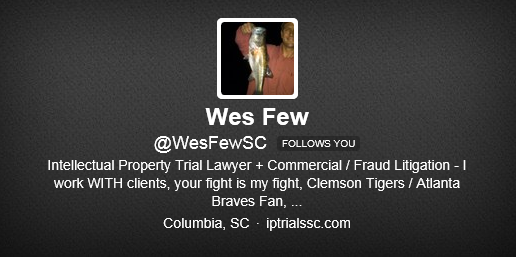 Wes Few
@WesFewSC FOLLOWS YOU
Intellectual Property Trial Lawyer + Commercial / Fraud Litigation - I
work WITH clients, your fight is my fight, Clemson Tigers / Atlanta
Braves Fan, ...
Columbia, SC · iptrialssc.com